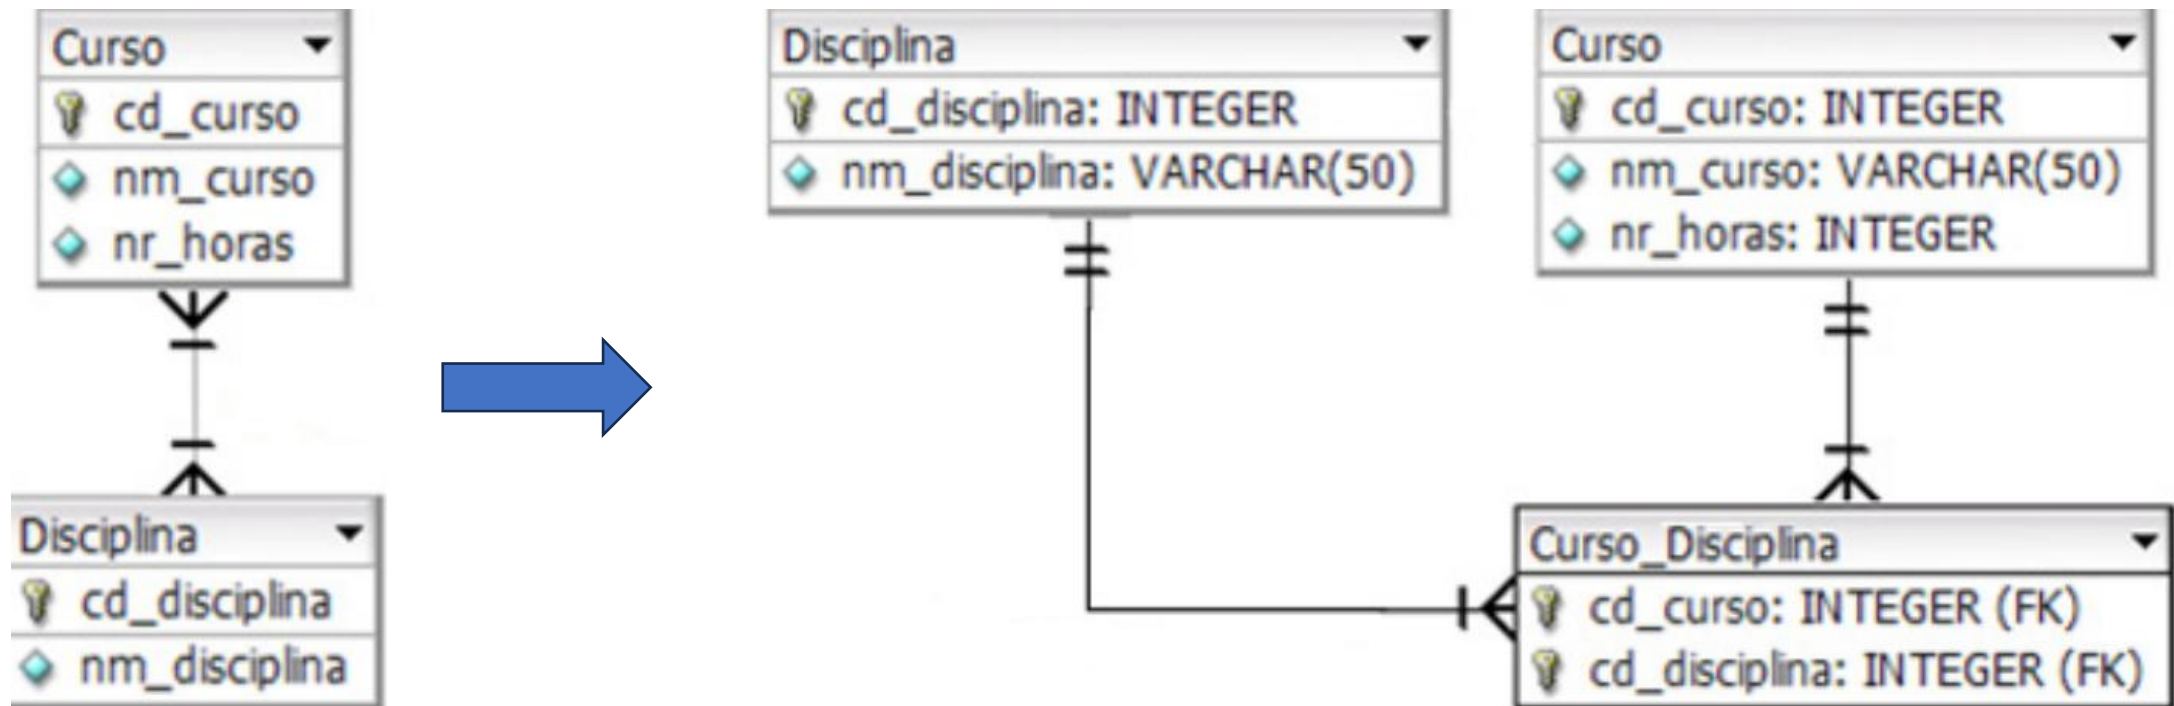 Curso
cd_curso
nm_curso
nr_horas
Disciplina
cd_disciplina
nm_disciplina
Disciplina
cd_disciplina: INTEGER
nm_disciplina: VARCHAR(50)
Curso
cd_curso: INTEGER
nm_curso: VARCHAR(50)
nr_horas: INTEGER
Curso_Disciplina
cd_curso: INTEGER (FK)
cd_disciplina: INTEGER (FK)